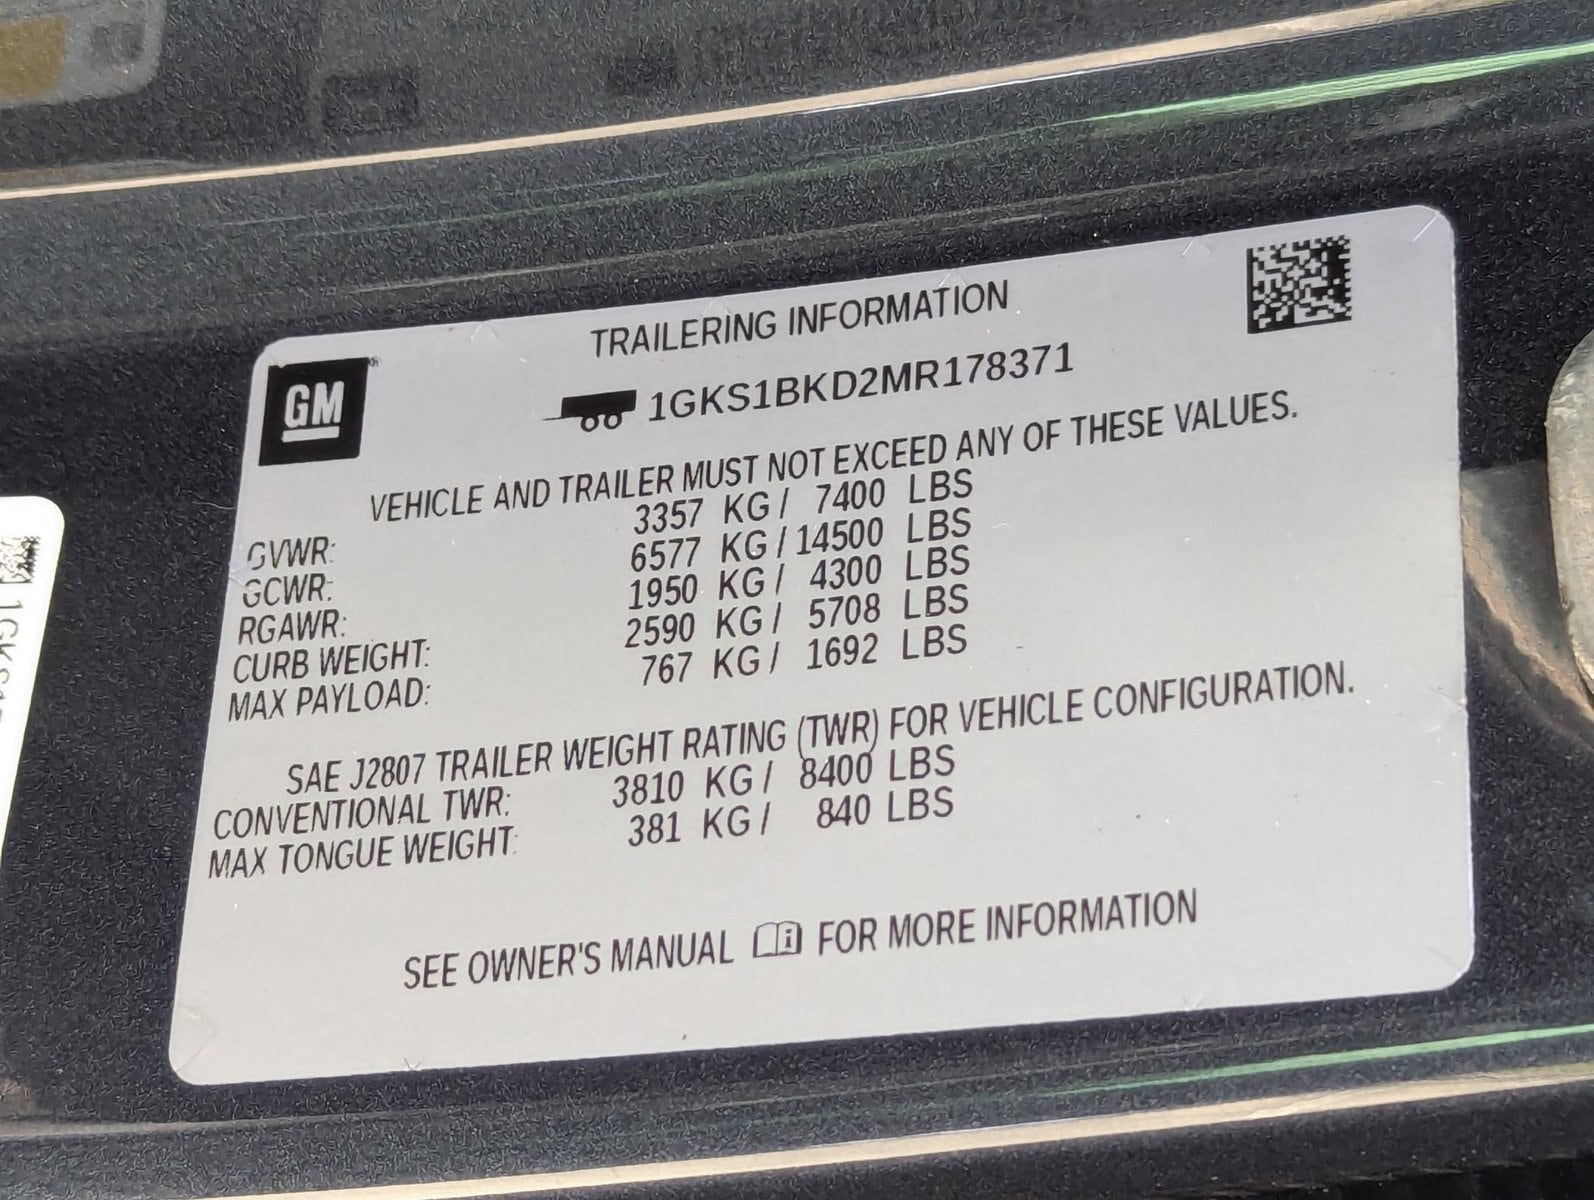 TRAILERING INFORMATION
GM
1GKS1BKD2MR178371
VEHICLE AND TRAILER MUST NOT EXCEED ANY OF THESE VALUES.
GVWR: 3357 KG / 7400 LBS
GCWR: 6577 KG / 14500 LBS
RGAWR: 1950 KG / 4300 LBS
CURB WEIGHT: 2590 KG / 5708 LBS
MAX PAYLOAD: 767 KG / 1692 LBS
SAE J2807 TRAILER WEIGHT RATING (TWR) FOR VEHICLE CONFIGURATION.
CONVENTIONAL TWR: 3810 KG / 8400 LBS
MAX TONGUE WEIGHT: 381 KG / 840 LBS
SEE OWNER'S MANUAL FOR MORE INFORMATION